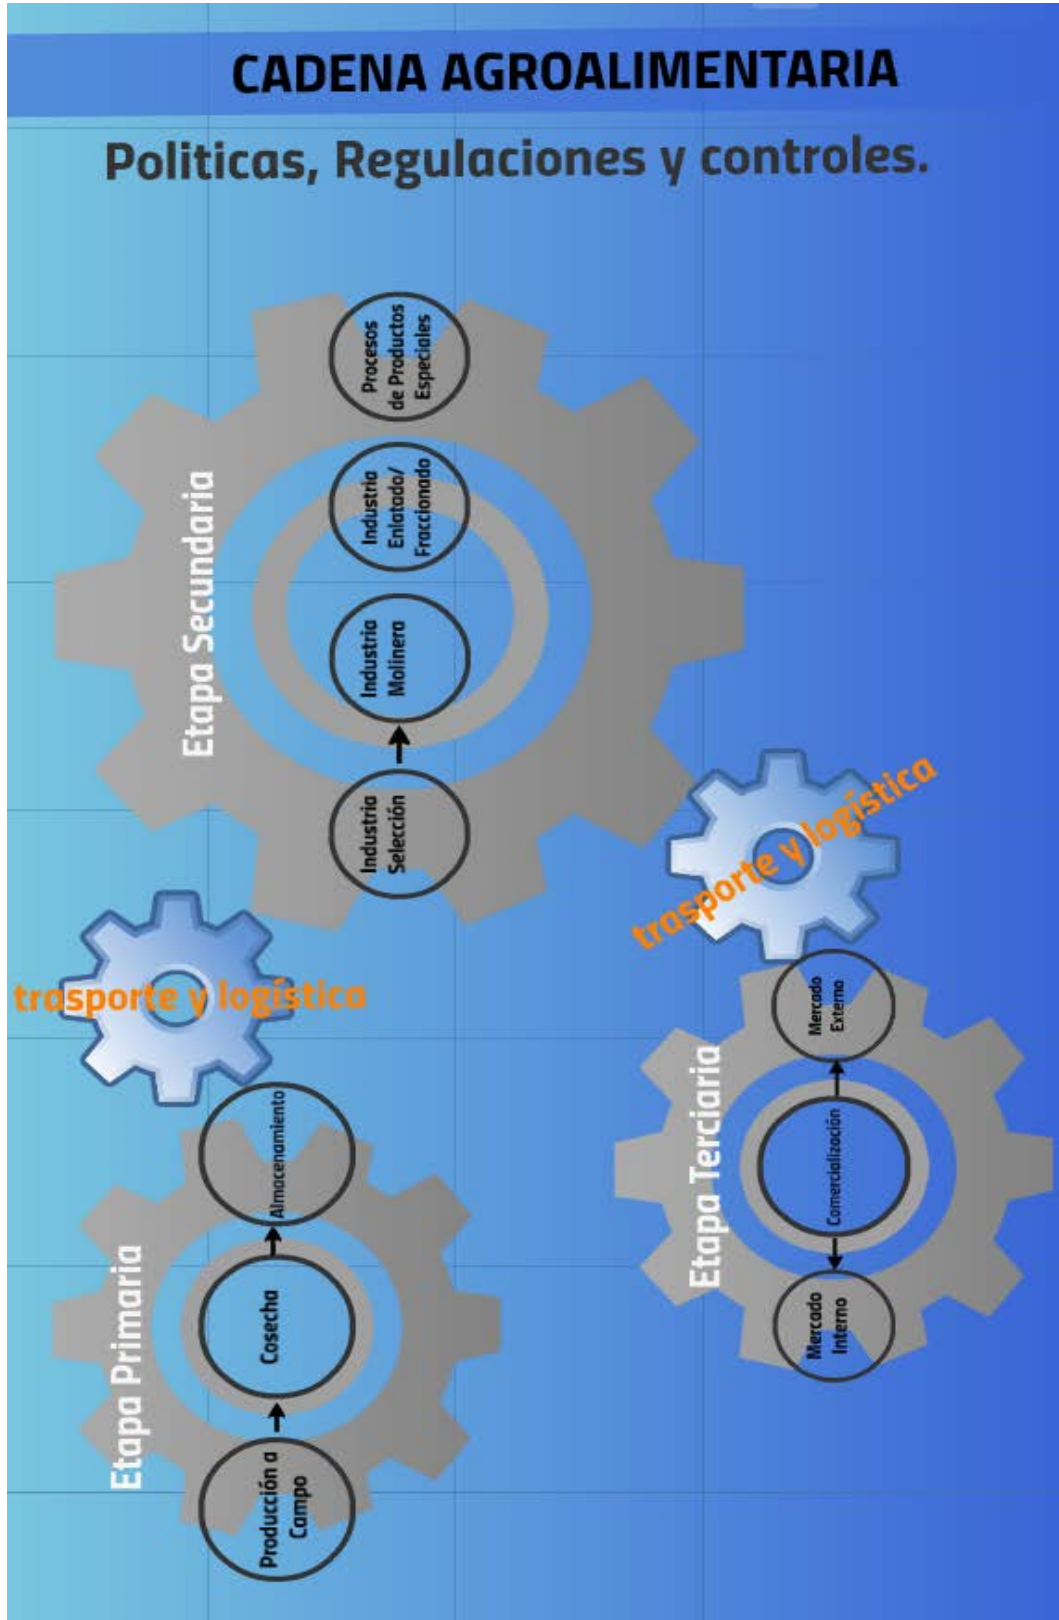 CADENA AGROALIMENTARIA
Politicas, Regulaciones y controles.
Etapa Primaria
Producción a
Campo
Cosecha
Almacenamiento
trasporte y logística
Etapa Secundaria
Industria
Selección
Industria
Molinera
Industria
Enlatado/
Fraccionado
Procesos
de Productos
Especiales
trasporte y logística
Etapa Terciaria
Mercado
Interno
Comercialización
Mercado
Externo